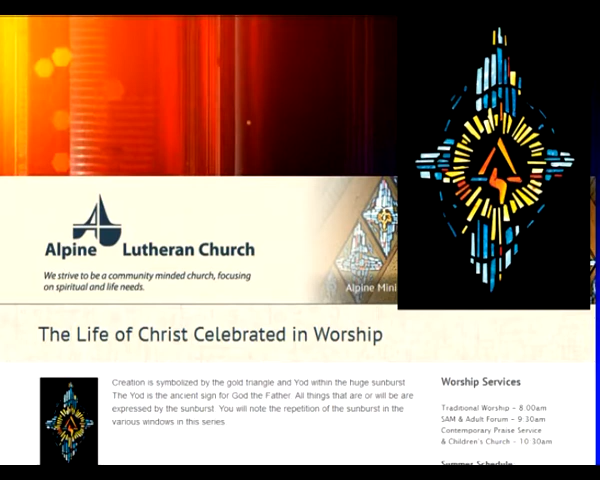 Alpine Lutheran Church
We strive to be a community minded church, focusing
on spiritual and life needs.
Alpine Mini
The Life of Christ Celebrated in Worship
Creation is symbolized by the gold triangle and Yod within the huge sunburst.
The Yod is the ancient sign for God the Father. All things that are or will be are
expressed by the sunburst. You will note the repetition of the sunburst in the
various windows in this series.
Worship Services
Traditional Worship - 8:00am
SAM & Adult Forum - 9:30am
Contemporary Praise Service
& Children's Church - 10:30am
Summer Schedule